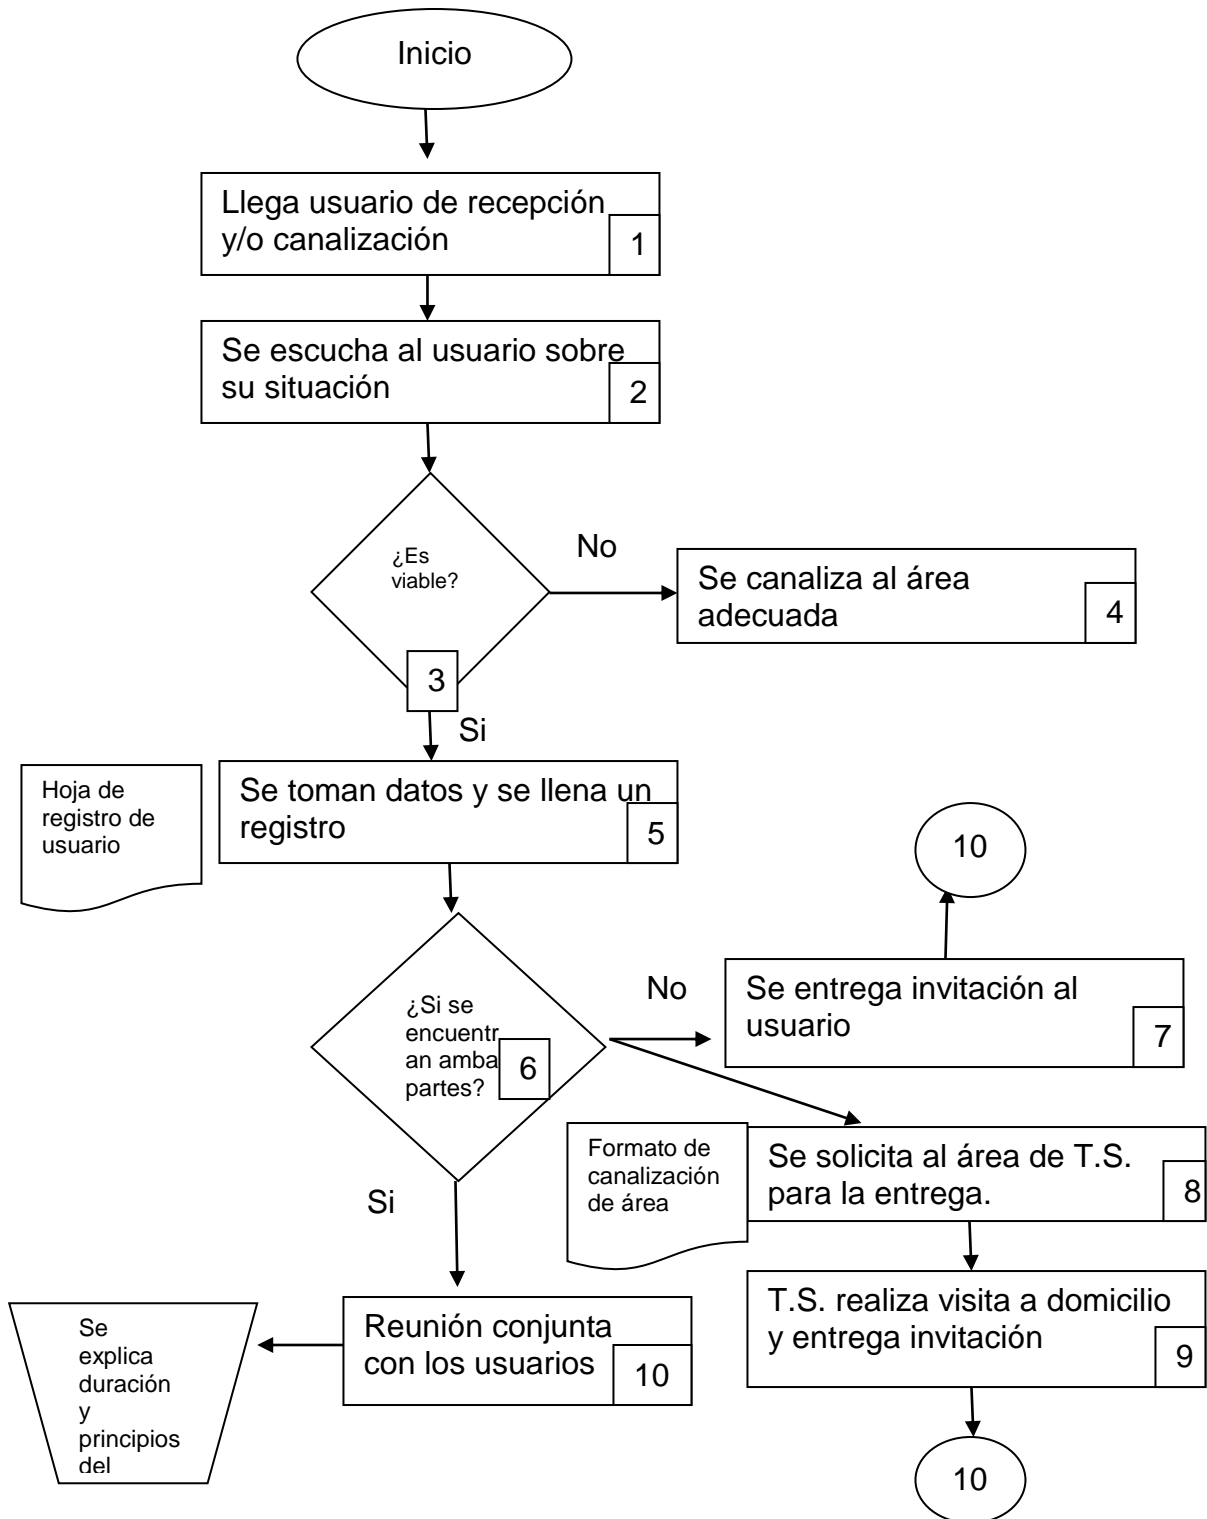 Inicio
Llega usuario de recepción
y/o canalización
1
Se escucha al usuario sobre
su situación
2
¿Es
viable?
3
No
Se canaliza al área
adecuada
4
Si
Hoja de
registro de
usuario
Se toman datos y se llena un
registro
5
10
¿Si se
encuentr
an amba
partes?
6
No
Se entrega invitación al
usuario
7
Formato de
canalización
de área
Se solicita al área de T.S.
para la entrega.
8
Si
T.S. realiza visita a domicilio
y entrega invitación
9
Reunión conjunta
con los usuarios
10
Se
explica
duración
y
principios
del
10